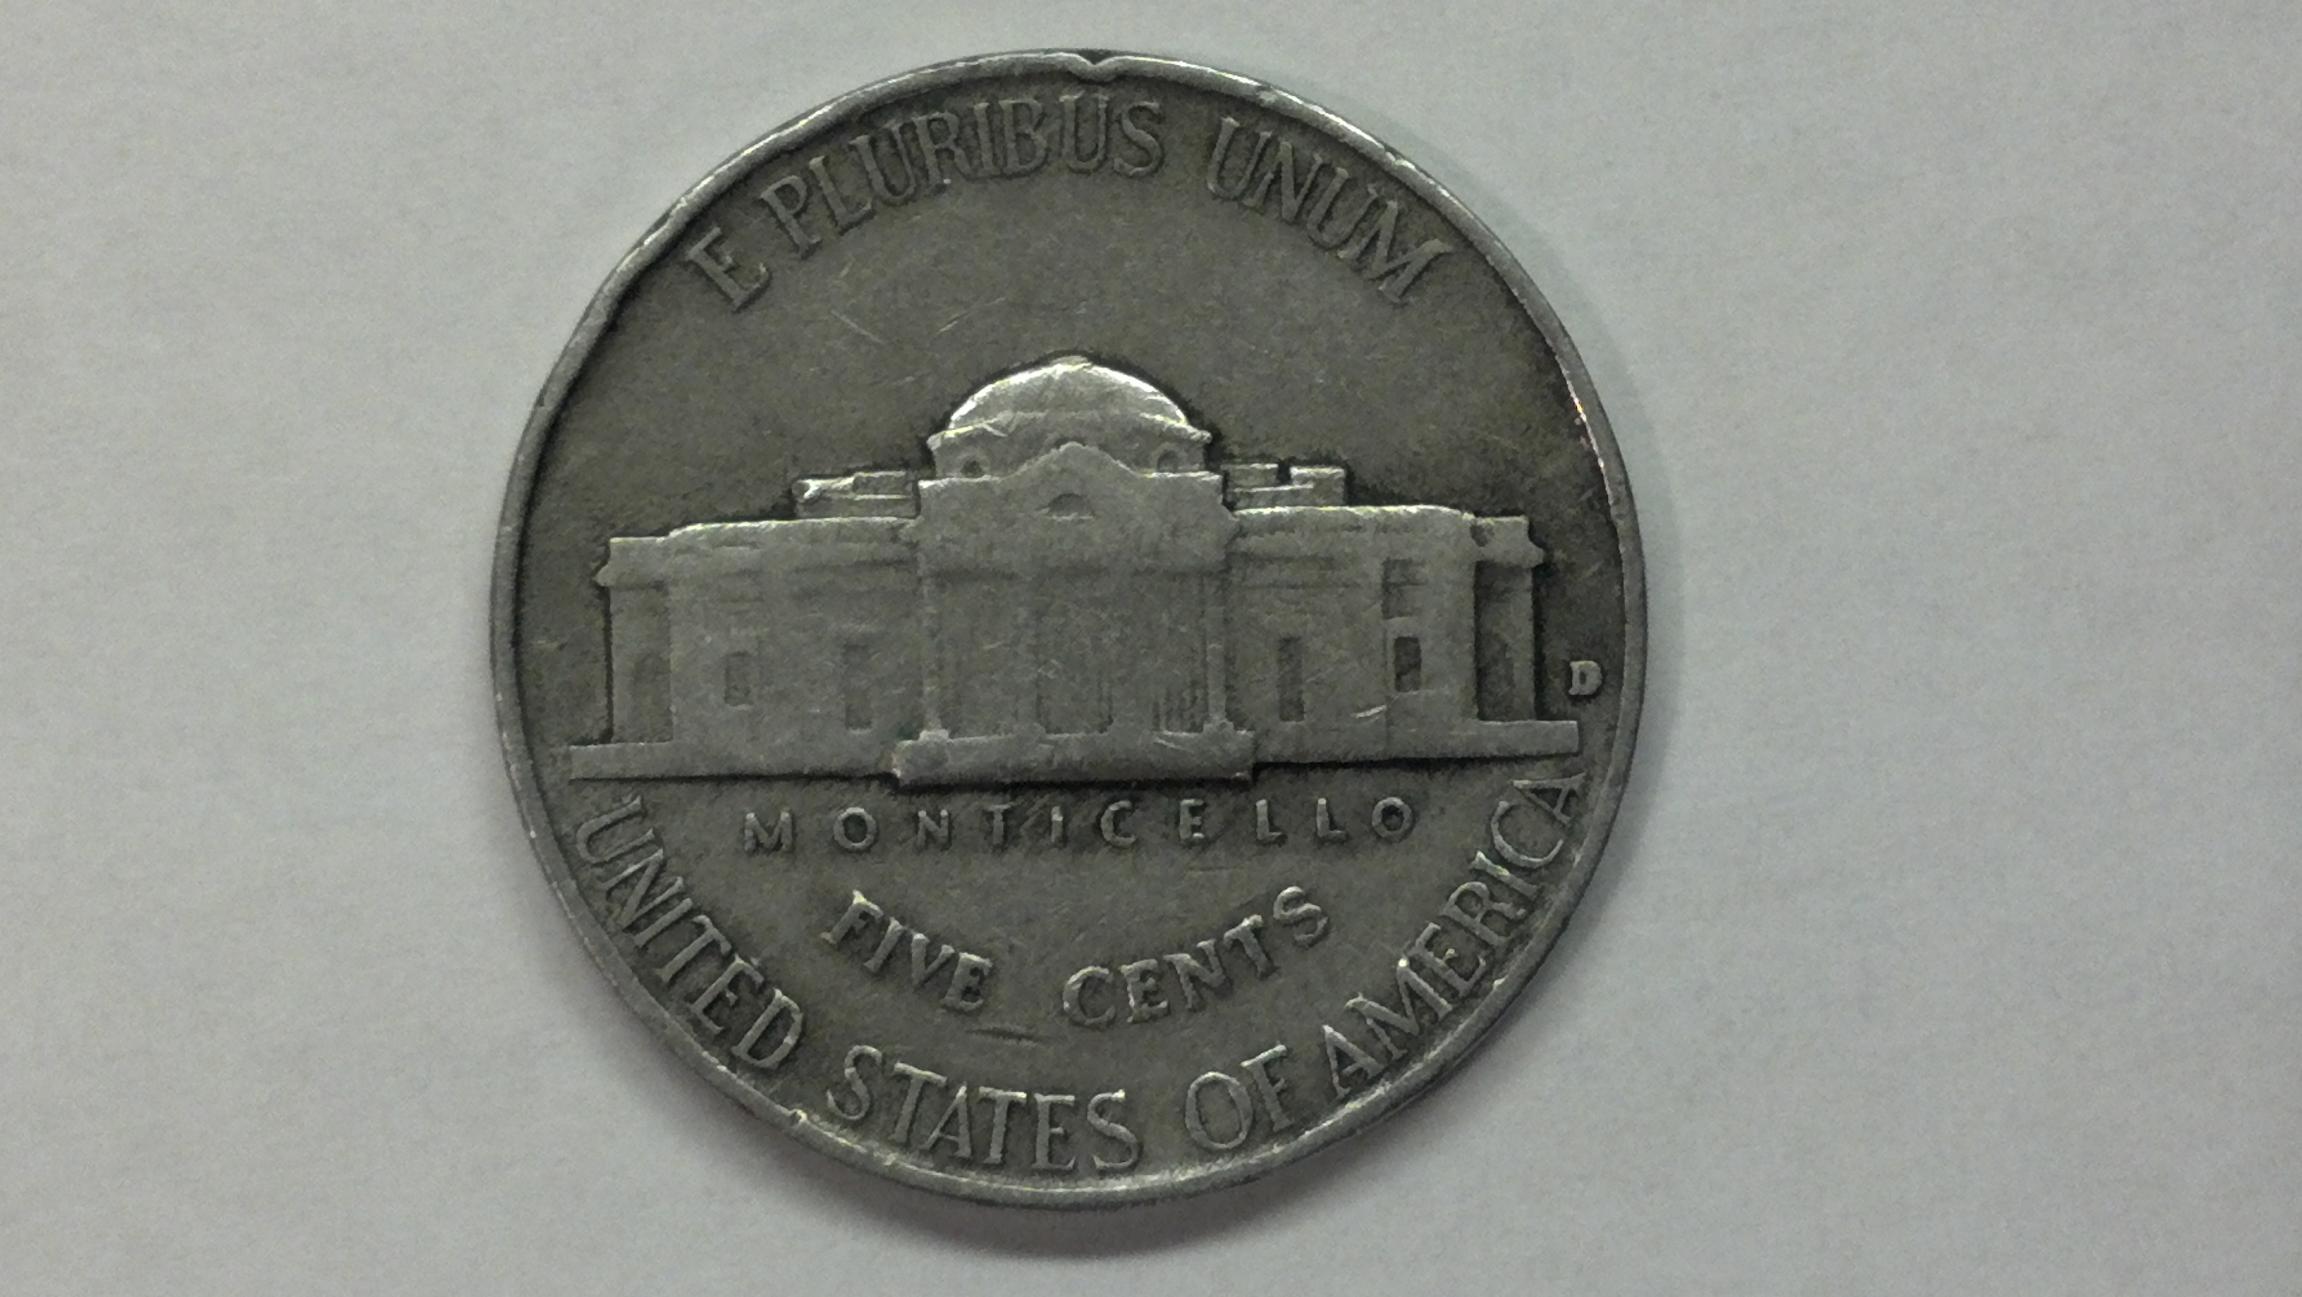 E PLURIBUS UNUM
D
MONTICELLO
FIVE CENTS
UNITED STATES OF AMERICA